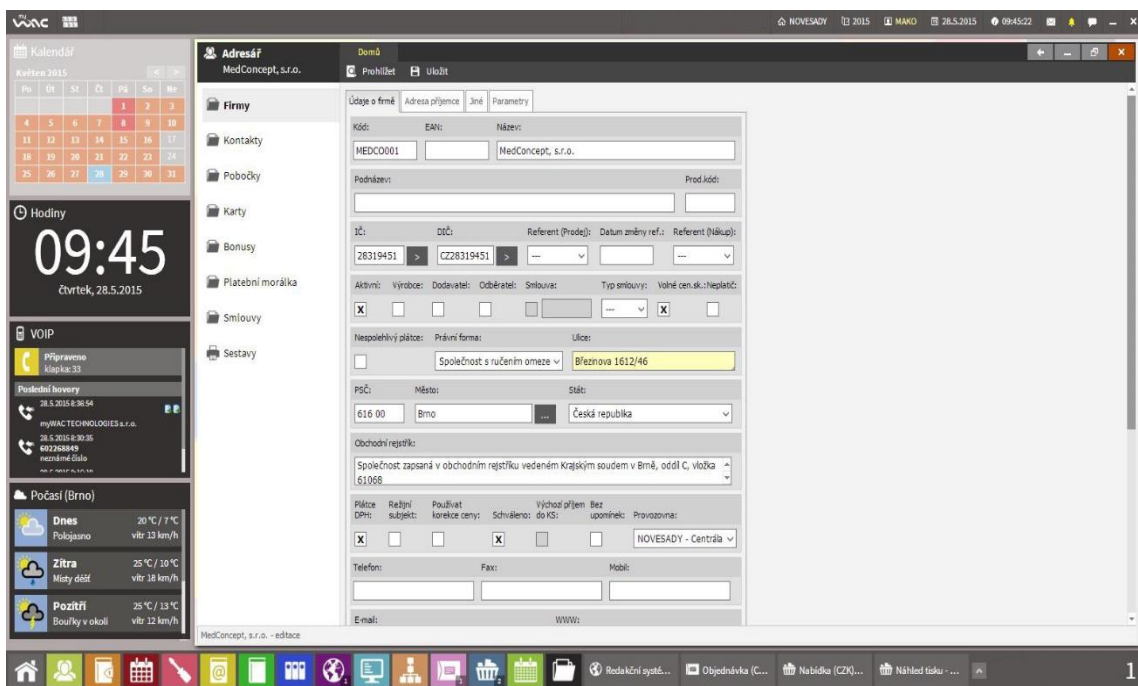 my
wac
NOVESADY 2015 MAKO 28.5.2015 09:45:22
Kalendář
Květen 2015
Po Út St Čt Pá So Ne
1 2 3
4 5 6 7 8 9 10
11 12 13 14 15 16 17
18 19 20 21 22 23 24
25 26 27 28 29 30 31
Hodiny
09:45
čtvrtek, 28.5.2015
VOIP
Připraveno
klapka: 33
Poslední hovory
28.5.2015 8:36:54
myWACTECHNOLOGIES s.r.o.
28.5.2015 8:30:35
602268849
neznámé číslo
Počasí (Brno)
Dnes 20 °C / 7 °C
Polojasno vítr 13 km/h
Zítra 25 °C / 10 °C
Místy déšť vítr 18 km/h
Pozítří 25 °C / 13 °C
Bouřky v okolí vítr 12 km/h
Adresář
MedConcept, s.r.o.
Firmy
Kontakty
Pobočky
Karty
Bonusy
Platební morálka
Smlouvy
Sestavy
Domů
Prohlížet Uložit
Údaje o firmě Adresa příjemce Jiné Parametry
Kód: EAN: Název:
MEDCO001 MedConcept, s.r.o.
Podnázev: Prod.kód:
IČ: DIČ: Referent (Prodej): Datum změny ref.: Referent (Nákup):
28319451 > CZ28319451 > --- ---
Aktivní: Výrobce: Dodavatel: Odběratel: Smlouva: Typ smlouvy: Volné cen.sk.: Neplatič:
X --- X
Nespolehlivý plátce: Právní forma: Ulice:
Společnost s ručením omeze Březinova 1612/46
PSČ: Město: Stát:
616 00 Brno ... Česká republika
Obchodní rejstřík:
Společnost zapsaná v obchodním rejstříku vedeném Krajským soudem v Brně, oddíl C, vložka
61068
Plátce DPH: Režijní subjekt: Používat korekce ceny: Schváleno: Výchozí příjem do KS: Bez upomínek: Provozovna:
X X NOVESADY - Centrála
Telefon: Fax: Mobil:
E-mail: WWW:
MedConcept, s.r.o. - editace
Redakční systé... Objednávka (C... Nabídka (CZK)... Náhled tisku - ... 1